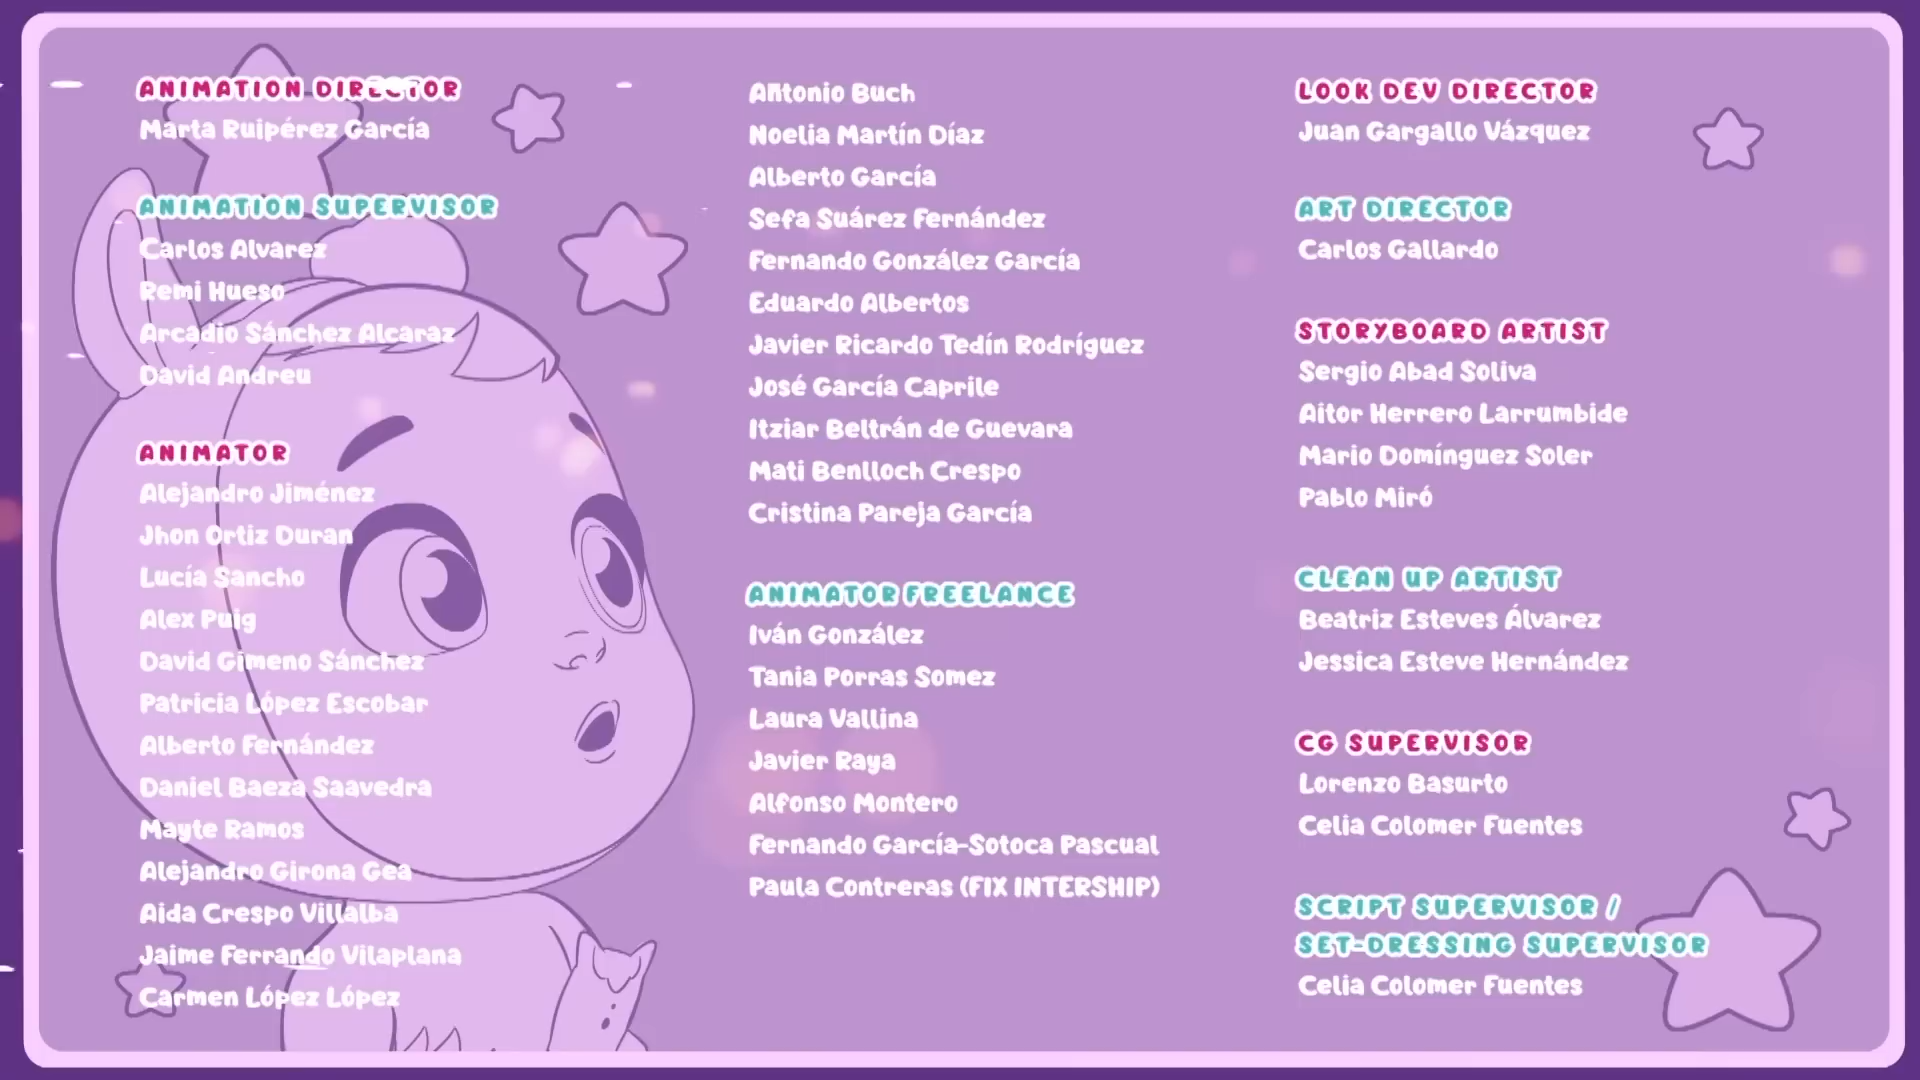 ANIMATION DIRECTOR
Marta Ruipérez García
ANIMATION SUPERVISOR
Carlos Alvarez
Remi Hueso
Arcadio Sánchez Alcaraz
David Andreu
ANIMATOR
Alejandro Jiménez
Jhon Ortiz Duran
Lucía Sancho
Alex Puig
David Gimeno Sánchez
Patricia López Escobar
Alberto Fernández
Daniel Baeza Saavedra
Mayte Ramos
Alejandro Girona Gea
Aida Crespo Villalba
Jaime Ferrando Vilaplana
Carmen López López
Antonio Buch
Noelia Martín Díaz
Alberto García
Sefa Suárez Fernández
Fernando González García
Eduardo Albertos
Javier Ricardo Tedín Rodríguez
José García Caprile
Itziar Beltrán de Guevara
Mati Benlloch Crespo
Cristina Pareja García
ANIMATOR FREELANCE
Iván González
Tania Porras Somez
Laura Vallina
Javier Raya
Alfonso Montero
Fernando García-Sotoca Pascual
Paula Contreras (FIX INTERSHIP)
LOOK DEV DIRECTOR
Juan Gargallo Vázquez
ART DIRECTOR
Carlos Gallardo
STORYBOARD ARTIST
Sergio Abad Soliva
Aitor Herrero Larrumbide
Mario Domínguez Soler
Pablo Miró
CLEAN UP ARTIST
Beatriz Esteves Álvarez
Jessica Esteve Hernández
CG SUPERVISOR
Lorenzo Basurto
Celia Colomer Fuentes
SCRIPT SUPERVISOR /
SET-DRESSING SUPERVISOR
Celia Colomer Fuentes